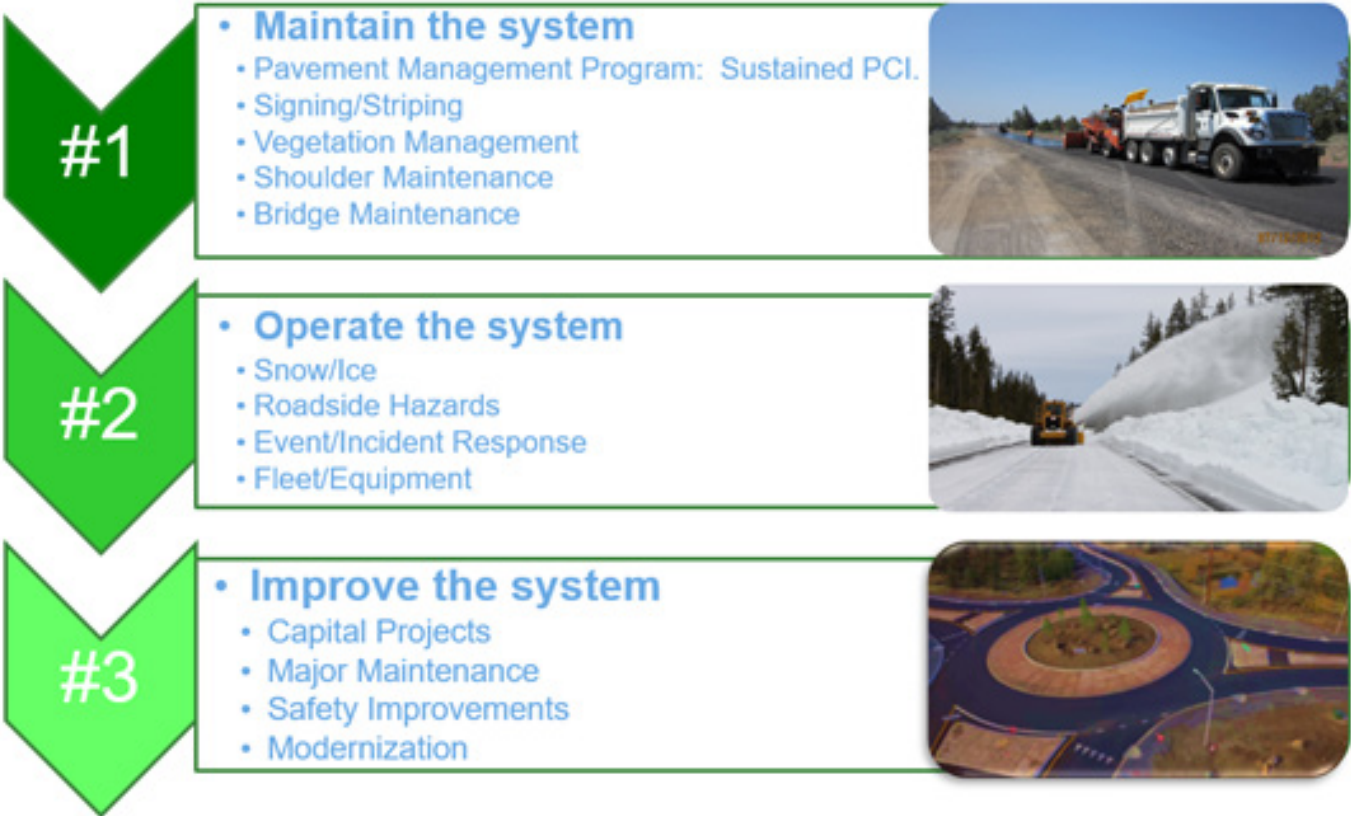 #1
• Maintain the system
• Pavement Management Program: Sustained PCI.
• Signing/Striping
• Vegetation Management
• Shoulder Maintenance
• Bridge Maintenance
#2
• Operate the system
• Snow/Ice
• Roadside Hazards
• Event/Incident Response
• Fleet/Equipment
#3
• Improve the system
• Capital Projects
• Major Maintenance
• Safety Improvements
• Modernization